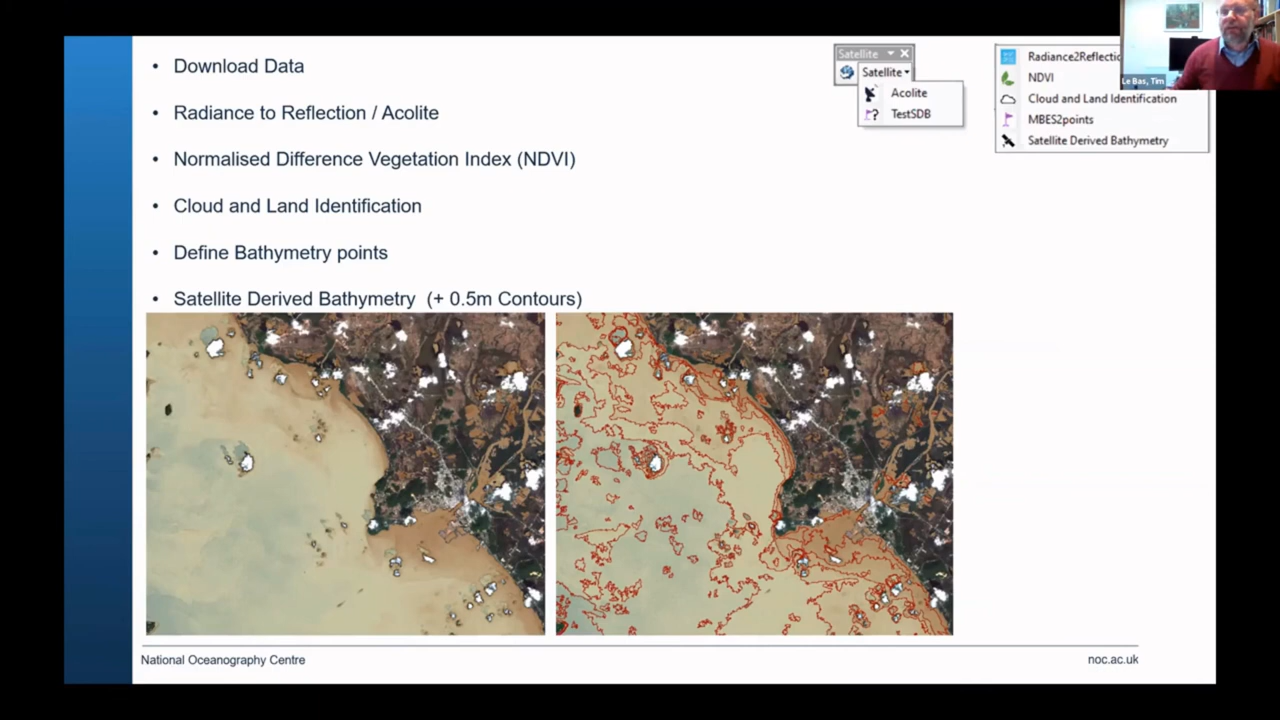 • Download Data
• Radiance to Reflection / Acolite
• Normalised Difference Vegetation Index (NDVI)
• Cloud and Land Identification
• Define Bathymetry points
• Satellite Derived Bathymetry (+ 0.5m Contours)
Satellite
Satellite
Acolite
TestSDB
Radiance2Reflectio
NDVI
Cloud and Land Identification
MBES2points
Satellite Derived Bathymetry
Le Bas, Tim
National Oceanography Centre
noc.ac.uk